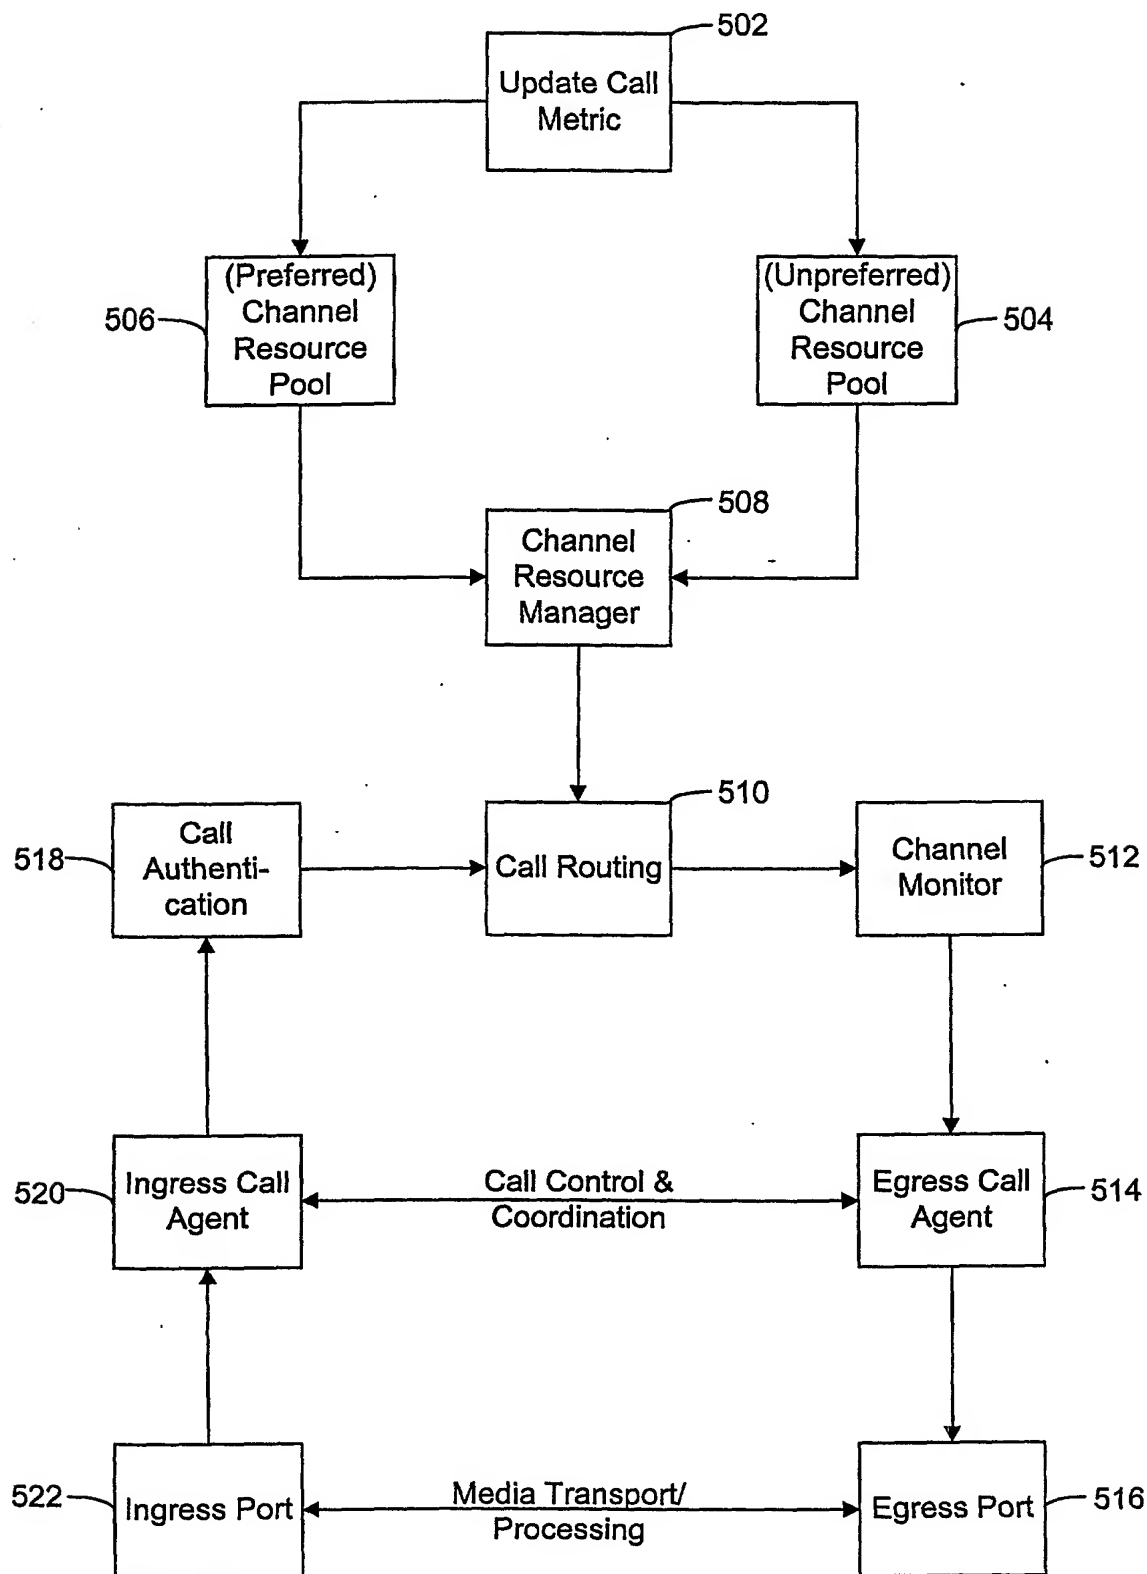 502
Update Call
Metric
(Preferred)
Channel
Resource
Pool
506
(Unpreferred)
Channel
Resource
Pool
504
508
Channel
Resource
Manager
510
Call
Authenti-
cation
518
Call Routing
Channel
Monitor
512
Ingress Call
Agent
520
Call Control &
Coordination
Egress Call
Agent
514
522
Ingress Port
Media Transport/
Processing
Egress Port
516